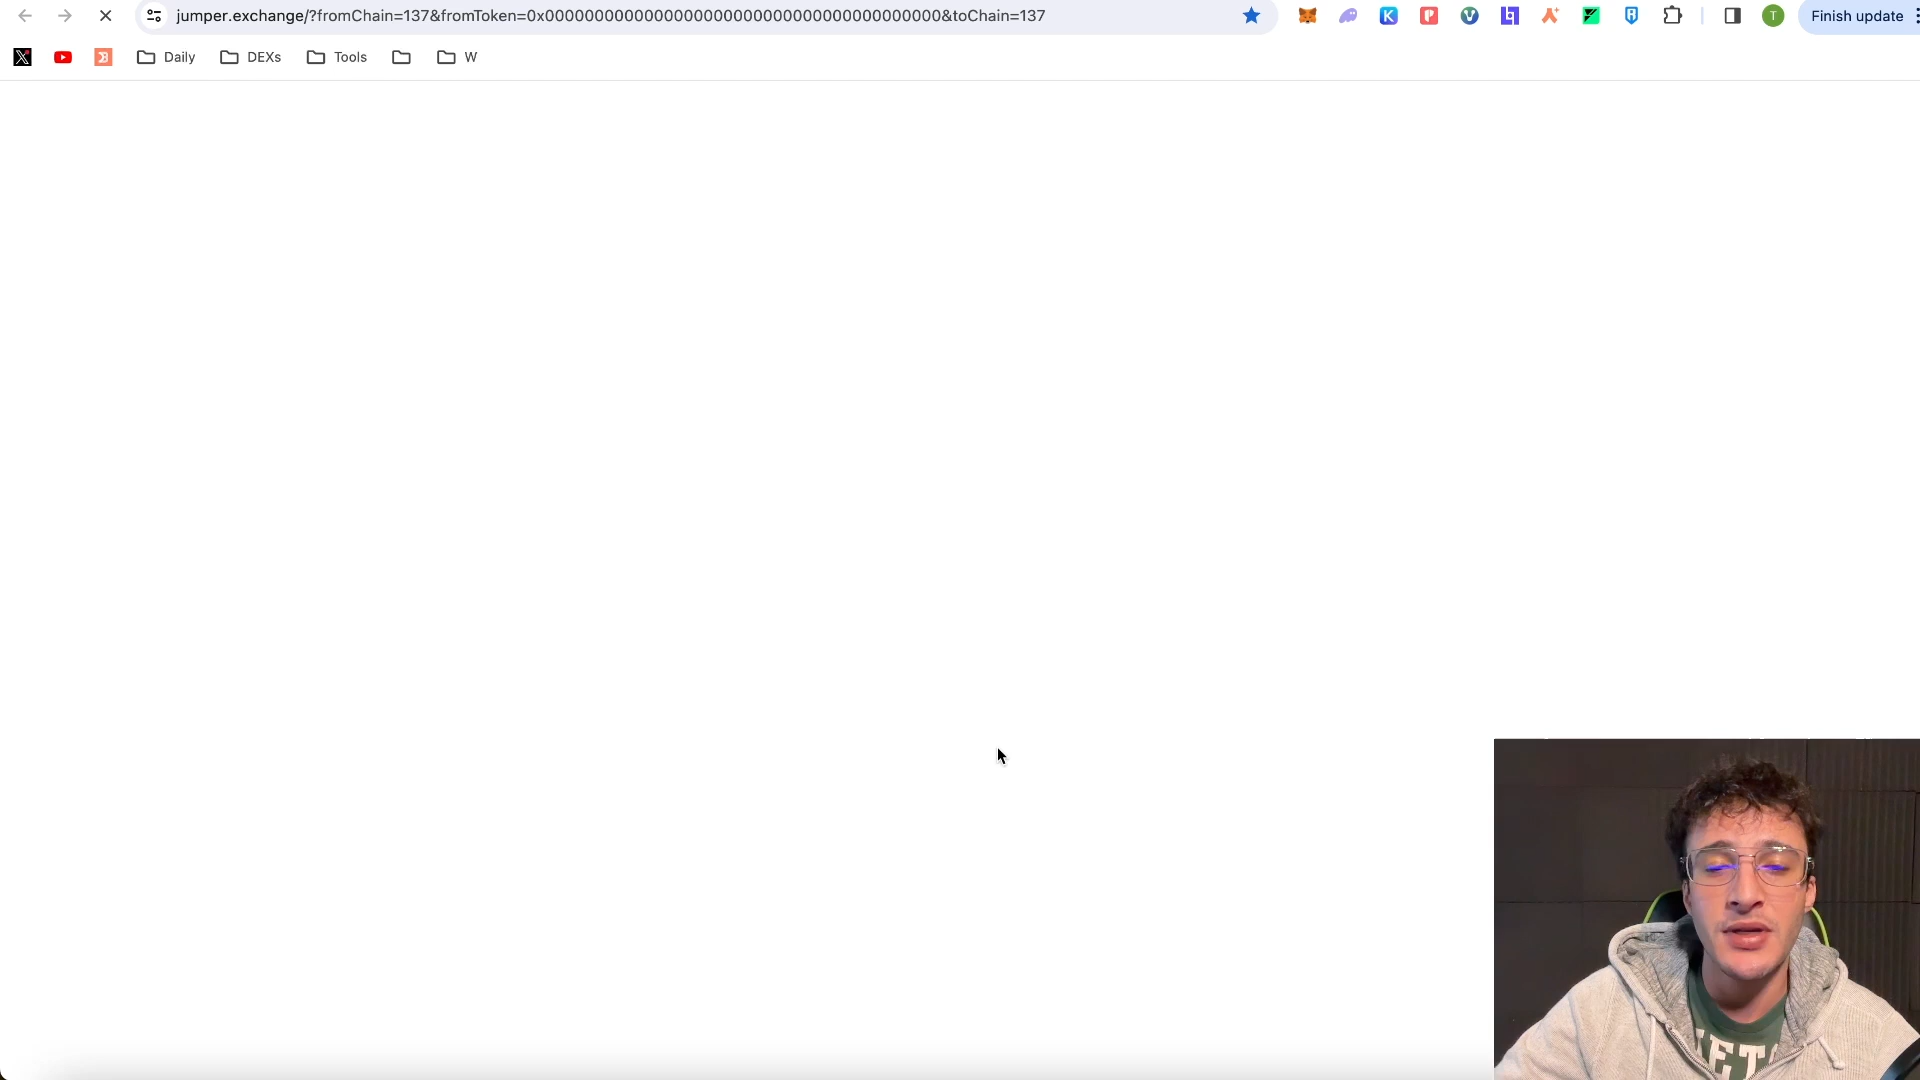 jumper.exchange/?fromChain=137&fromToken=0x0000000000000000000000000000000000000000&toChain=137
T
Finish update
Daily
DEXs
Tools
W